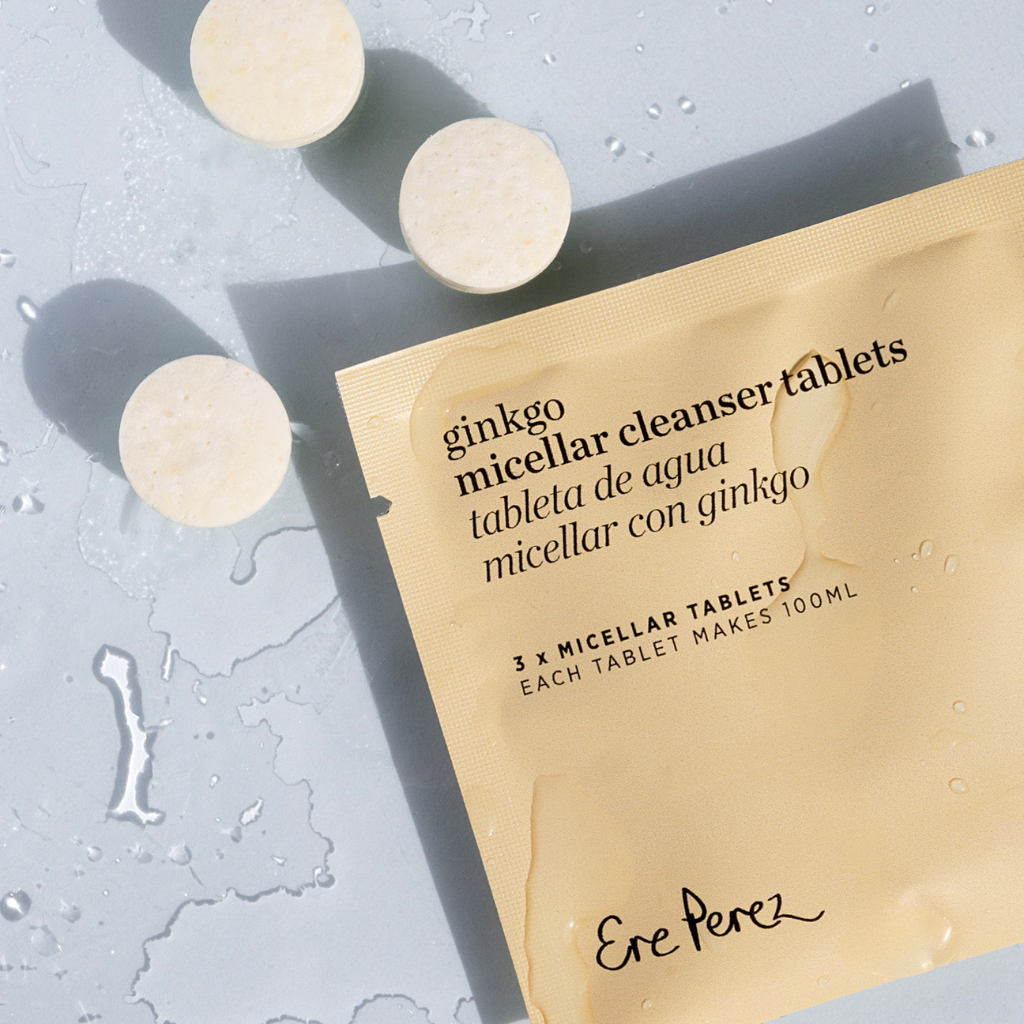 ginkgo
micellar cleanser tablets
tableta de agua
micellar con ginkgo
3 x MICELLAR TABLETS
EACH TABLET MAKES 100ML
Ere Perez